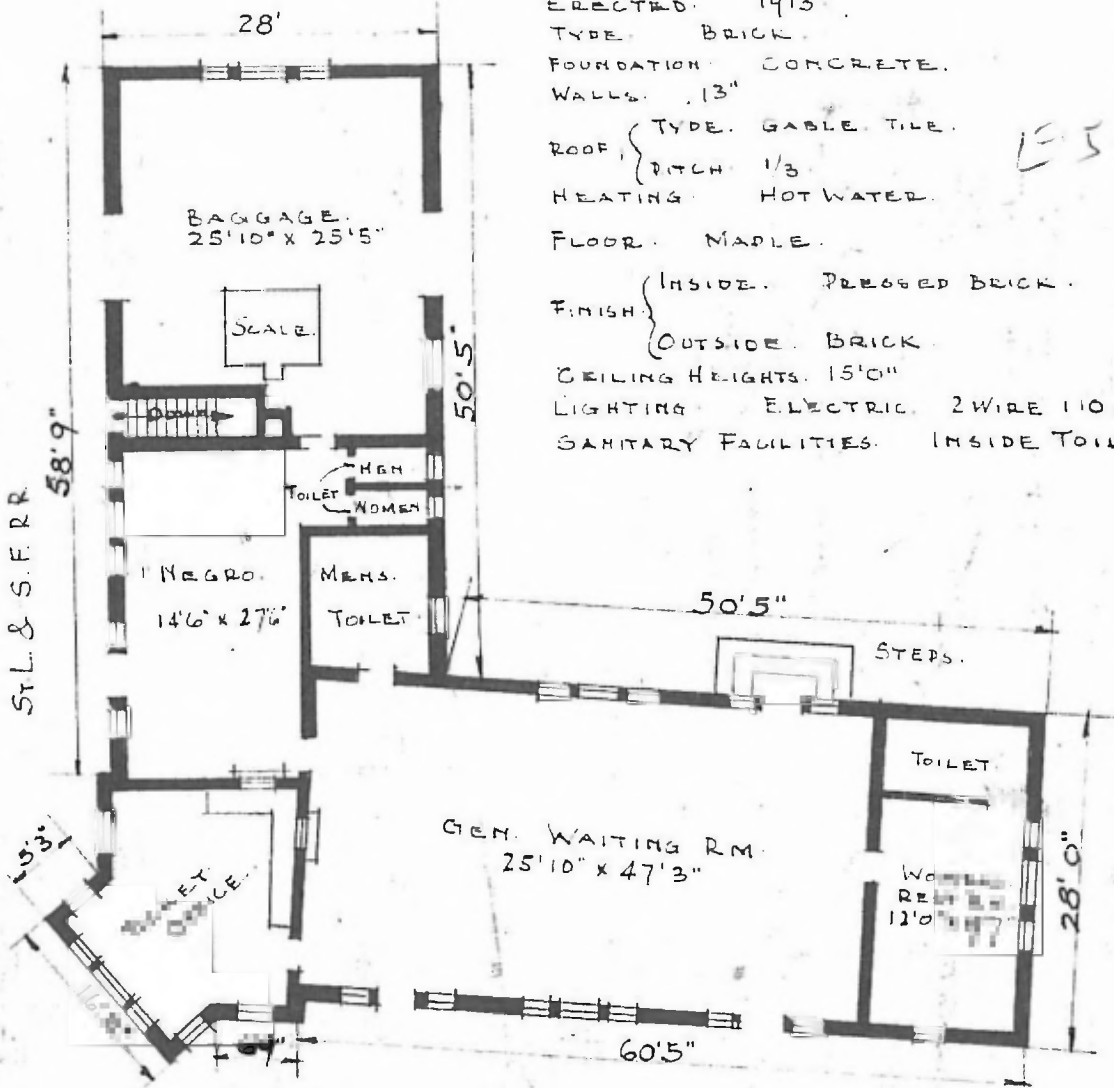 28'
ERECTED. 1913.
TYPE. BRICK.
FOUNDATION CONCRETE.
WALLS. 13"
ROOF, TYPE. GABLE TILE.
PITCH 1/3
HEATING. HOT WATER.
FLOOR. MAPLE.
FINISH INSIDE. PRESSED BRICK.
OUTSIDE. BRICK
CEILING HEIGHTS. 15'0"
LIGHTING ELECTRIC. 2 WIRE 110
SANITARY FACILITIES. INSIDE
E-5
BAGGAGE.
25'10" X 25'5"
SCALE.
DOWN
58'9"
50'5"
ST. L. & S.F. RR
MEN
TOILET
WOMEN
NEGRO.
14'6" X 27'6"
MENS.
TOILET.
50'5"
STEPS.
TOILET.
GEN. WAITING RM.
25'10" X 47'3"
28'0"
5'3"
60'5"